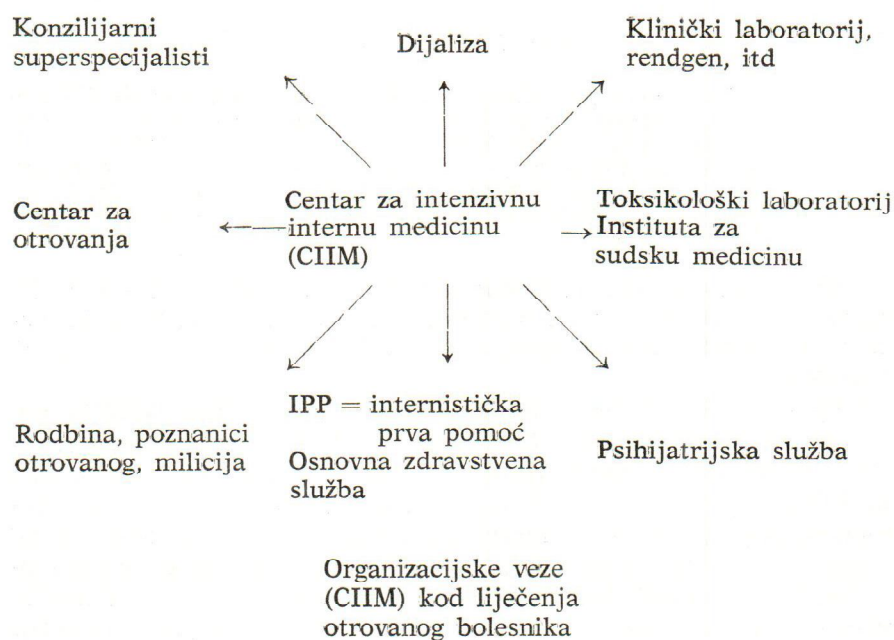 Konzilijarni
superspecijalisti
Dijaliza
Klinički laboratorij,
rendgen, itd
Centar za
otrovanja
Centar za intenzivnu
internu medicinu
(CIIM)
Toksikološki laboratorij
Instituta za
sudsku medicinu
Rodbina, poznanici
otrovanog, milicija
IPP = internistička
prva pomoć
Osnovna zdravstvena
služba
Psihijatrijska služba
Organizacijske veze
(CIIM) kod liječenja
otrovanog bolesnika